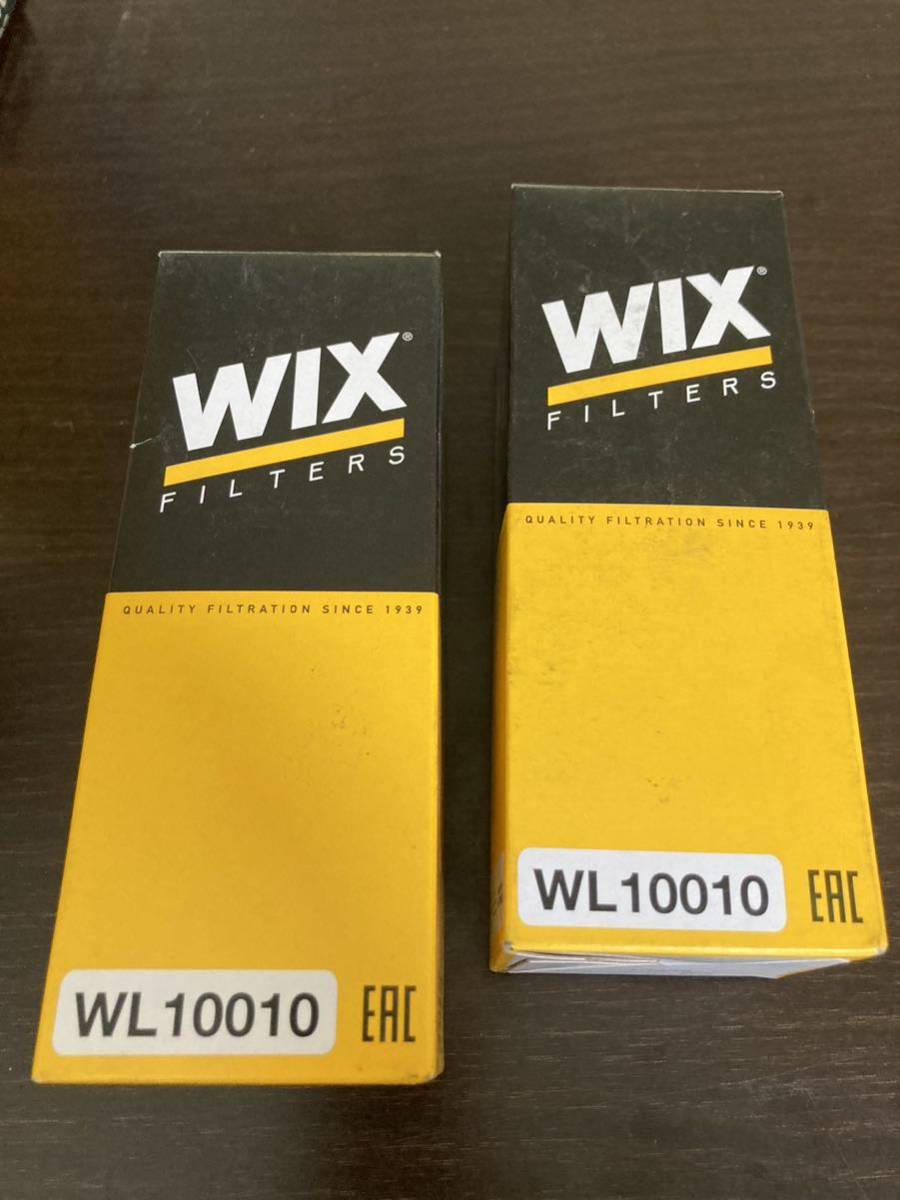 WIX®
FILTERS
QUALITY FILTRATION SINCE 1939
WL10010 EAC
WIX®
FILTERS
QUALITY FILTRATION SINCE 1939
WL10010 EAC